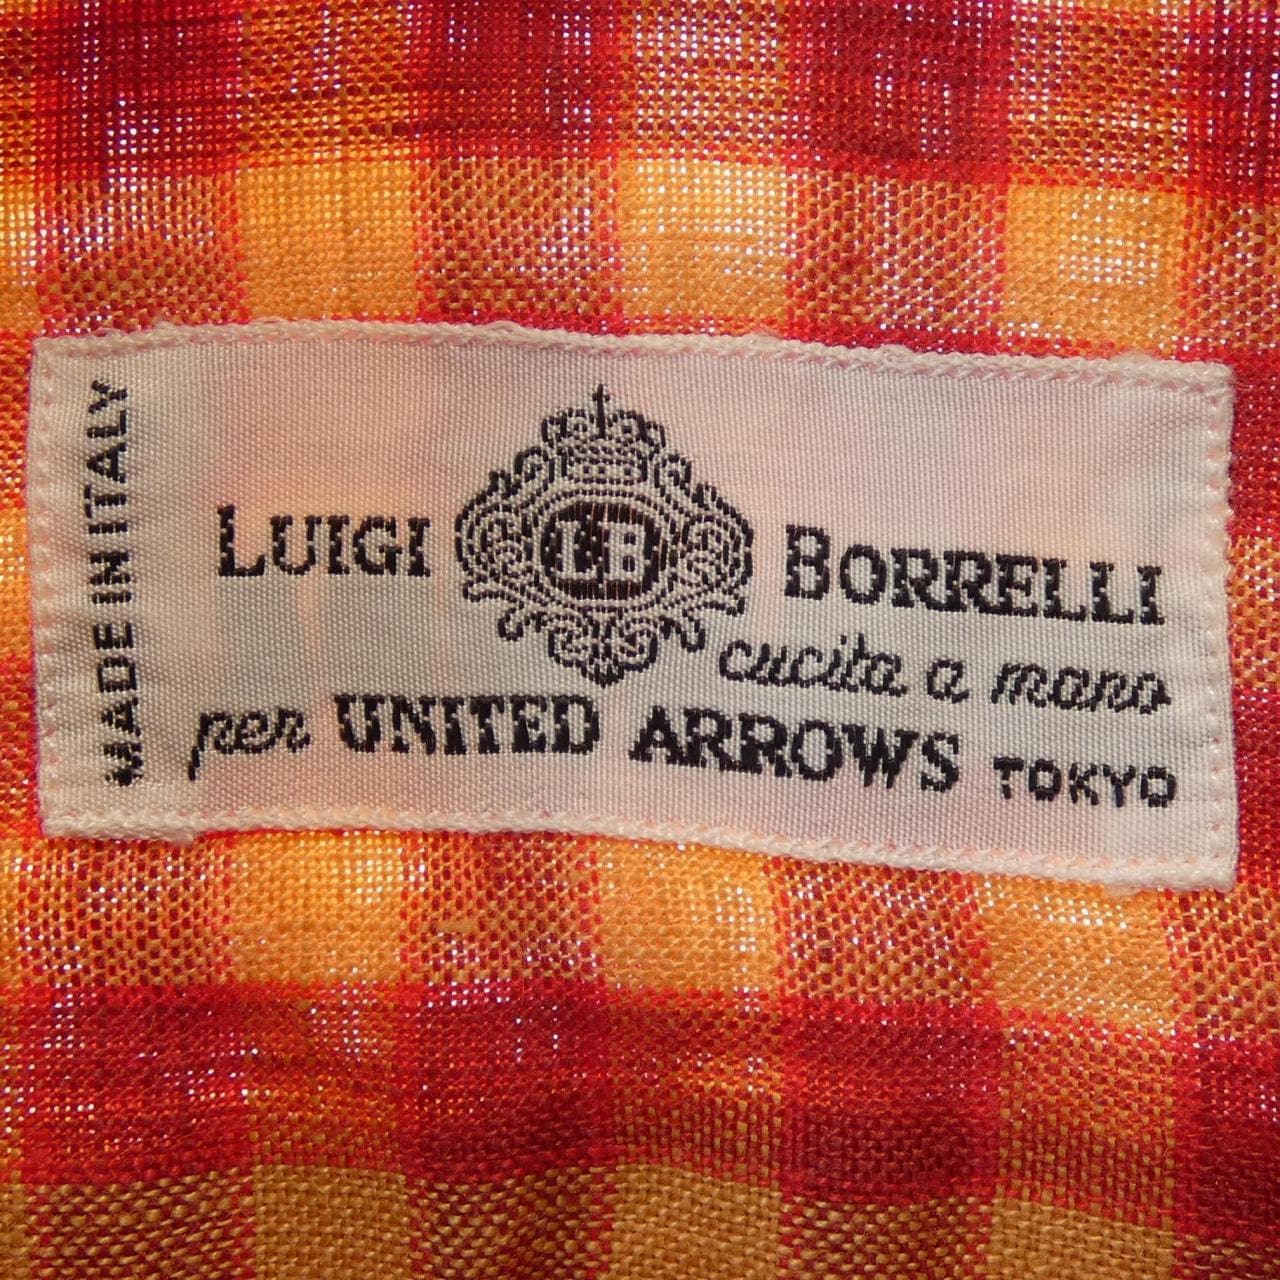 MADE IN ITALY
LUIGI LB BORRELLI
cucita a mano
per UNITED ARROWS TOKYO